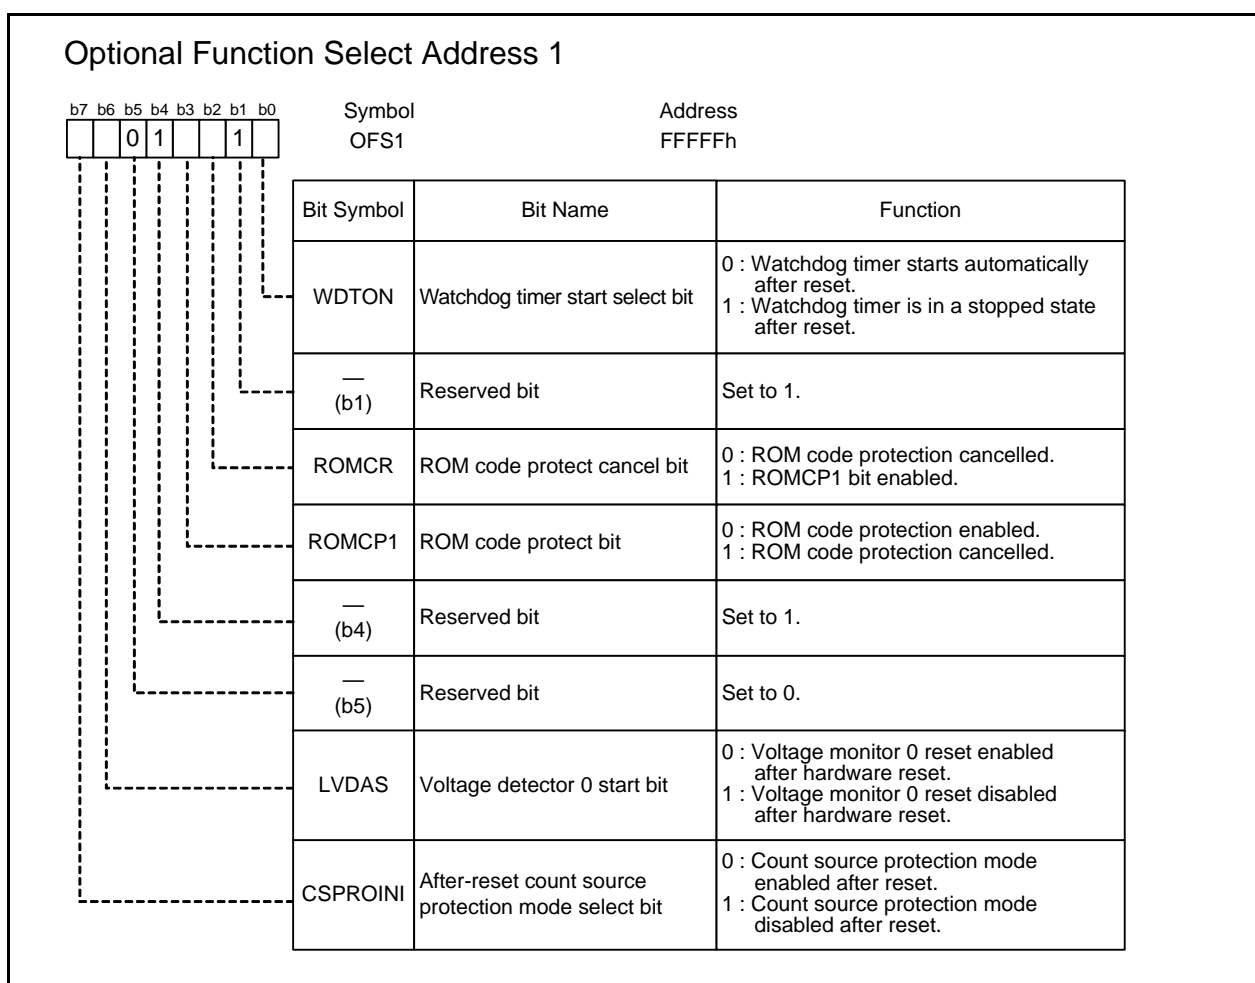 Optional Function Select Address 1
b7 b6 b5 b4 b3 b2 b1 b0
0 1 1
Symbol Address
OFS1 FFFFFh
Bit Symbol Bit Name Function
WDTON Watchdog timer start select bit
0 : Watchdog timer starts automatically
after reset.
1 : Watchdog timer is in a stopped state
after reset.
—
(b1) Reserved bit Set to 1.
ROMCR ROM code protect cancel bit
0 : ROM code protection cancelled.
1 : ROMCP1 bit enabled.
ROMCP1 ROM code protect bit
0 : ROM code protection enabled.
1 : ROM code protection cancelled.
—
(b4) Reserved bit Set to 1.
—
(b5) Reserved bit Set to 0.
LVDAS Voltage detector 0 start bit
0 : Voltage monitor 0 reset enabled
after hardware reset.
1 : Voltage monitor 0 reset disabled
after hardware reset.
CSPROINI
After-reset count source
protection mode select bit
0 : Count source protection mode
enabled after reset.
1 : Count source protection mode
disabled after reset.